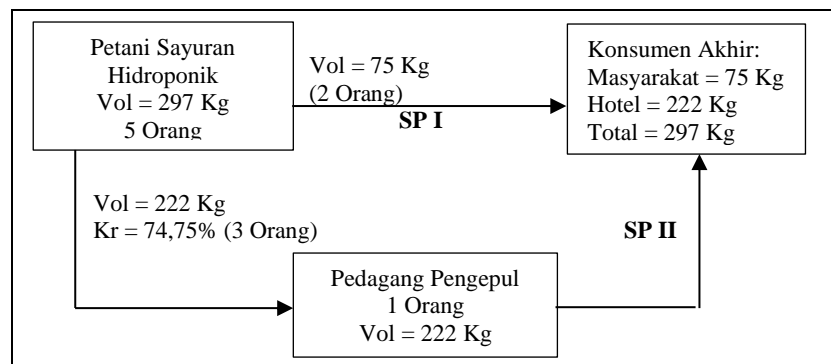 Petani Sayuran
Hidroponik
Vol = 297 Kg
5 Orang
Vol = 75 Kg
(2 Orang)
SP I
Konsumen Akhir:
Masyarakat = 75 Kg
Hotel = 222 Kg
Total = 297 Kg
Vol = 222 Kg
Kr = 74,75% (3 Orang)
SP II
Pedagang Pengepul
1 Orang
Vol = 222 Kg